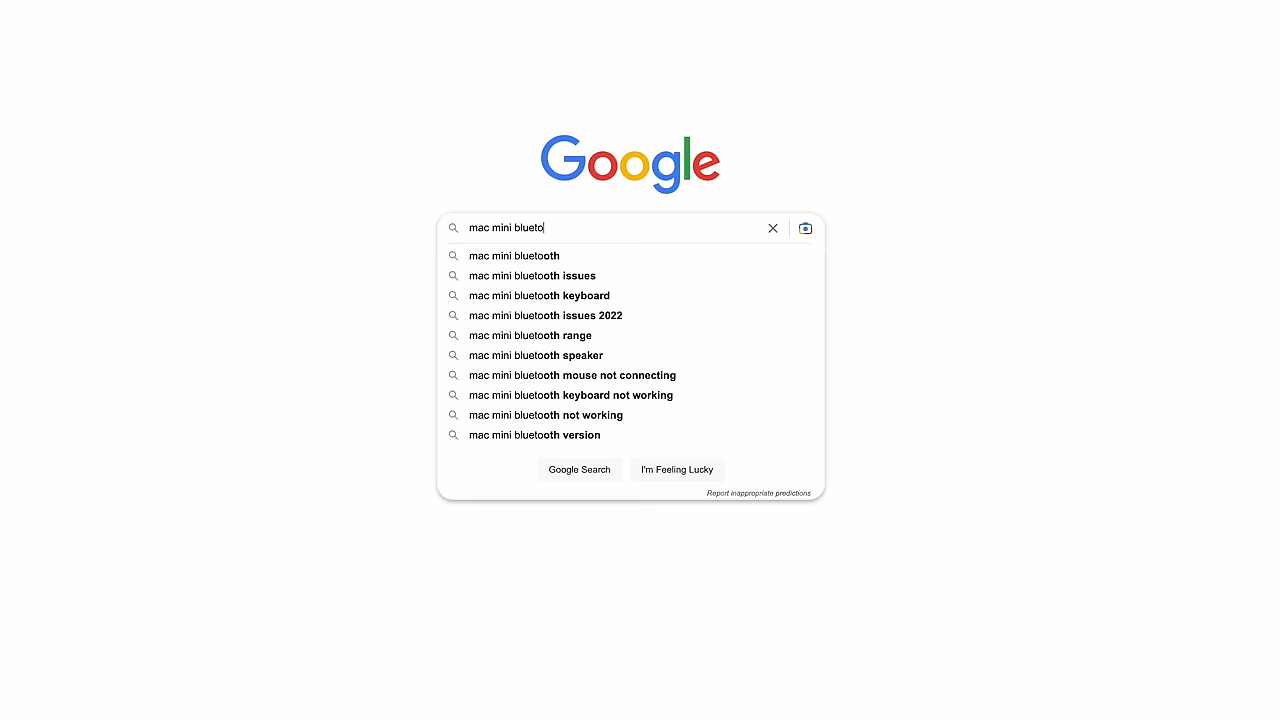 Google
mac mini blueto
mac mini bluetooth
mac mini bluetooth issues
mac mini bluetooth keyboard
mac mini bluetooth issues 2022
mac mini bluetooth range
mac mini bluetooth speaker
mac mini bluetooth mouse not connecting
mac mini bluetooth keyboard not working
mac mini bluetooth not working
mac mini bluetooth version
Google Search I'm Feeling Lucky
Report inappropriate predictions